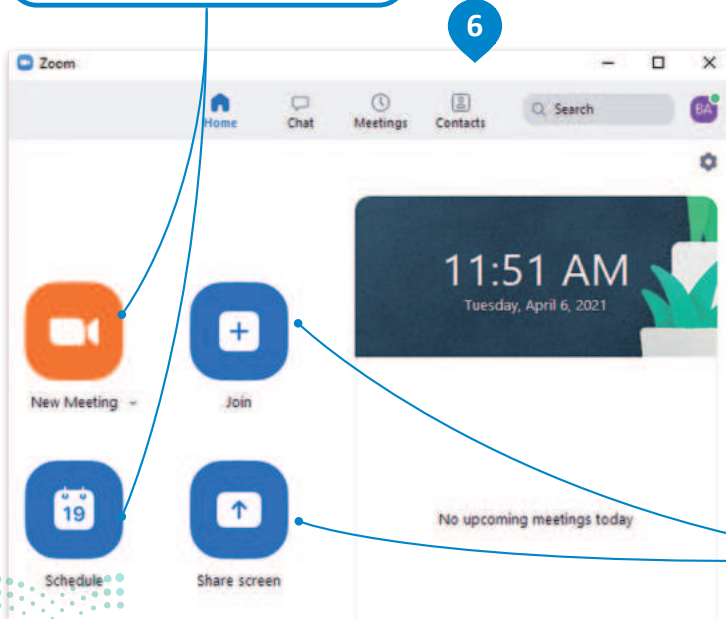 6
Zoom
Home
Chat
Meetings
Contacts
Search
BA
11:51 AM
Tuesday, April 6, 2021
New Meeting
Join
19
Schedule
Share screen
No upcoming meetings today